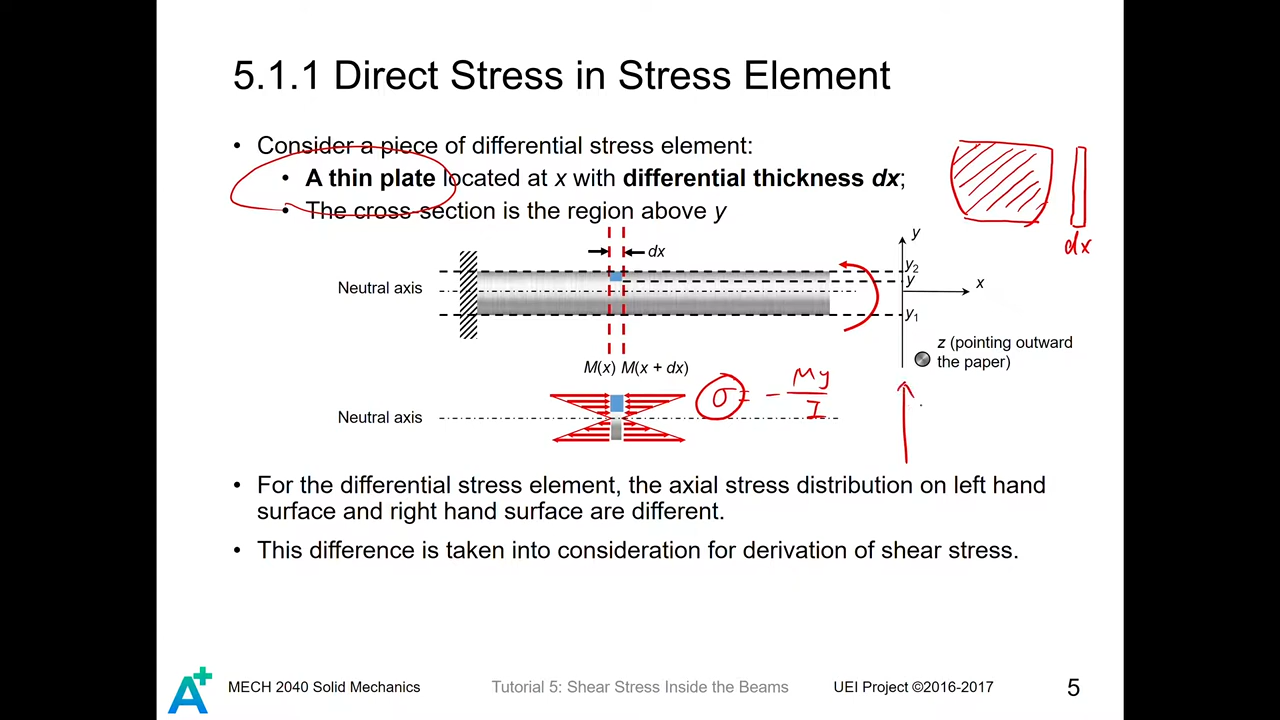 5.1.1 Direct Stress in Stress Element
• Consider a piece of differential stress element:
• A thin plate located at x with differential thickness dx;
• The cross-section is the region above y
dx
dx
y
y2
y
x
Neutral axis
y1
z (pointing outward
the paper)
M(x) M(x + dx)
σ = - My / I
Neutral axis
• For the differential stress element, the axial stress distribution on left hand
surface and right hand surface are different.
• This difference is taken into consideration for derivation of shear stress.
A+
MECH 2040 Solid Mechanics
Tutorial 5: Shear Stress Inside the Beams
UEI Project ©2016-2017
5